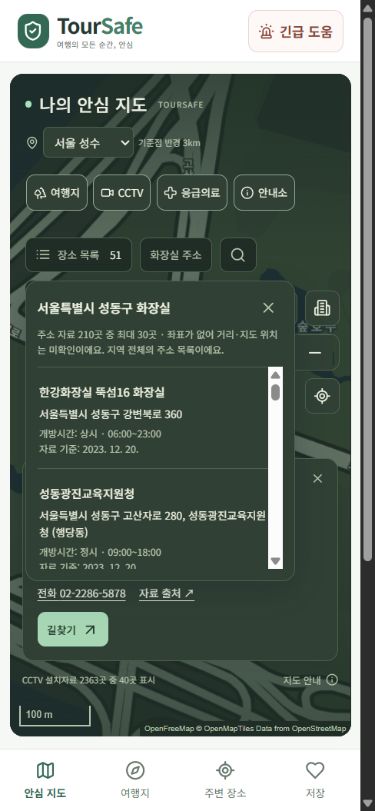 TourSafe
여행의 모든 순간, 안심
긴급 도움
나의 안심 지도 TOURSAFE
서울 성수 기준점 반경 3km
여행지 CCTV 응급의료 안내소
장소 목록 51 화장실 주소
서울특별시 성동구 화장실
주소 자료 210곳 중 최대 30곳 · 좌표가 없어 거리·지도 위치
는 미확인이에요. 지역 전체의 주소 목록이에요.
한강화장실 뚝섬16 화장실
서울특별시 성동구 강변북로 360
개방시간: 상시 · 06:00~23:00
자료 기준: 2023. 12. 20.
성동광진교육지원청
서울특별시 성동구 고산자로 280, 성동광진교육지원
청 (행당동)
개방시간: 정시 · 09:00~18:00
자료 기준: 2023. 12. 20.
전화 02-2286-5878 자료 출처 ↗
길찾기 ↗
CCTV 설치자료 2363곳 중 40곳 표시 지도 안내
100 m
OpenFreeMap © OpenMapTiles Data from OpenStreetMap
안심 지도 여행지 주변 장소 저장